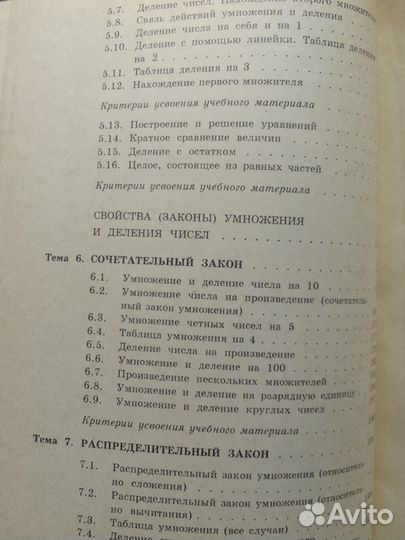 5.7. Деление чисел. Нахождение второго множителя
5.8. Связь действий умножения и деления
5.9. Деление числа на себя и на 1
5.10. Деление с помощью линейки. Таблица деления
на 2
5.11. Таблица деления на 3
5.12. Нахождение первого множителя
Критерии усвоения учебного материала
5.13. Построение и решение уравнений
5.14. Кратное сравнение величин
5.15. Деление с остатком
5.16. Целое, состоящее из равных частей
Критерии усвоения учебного материала
СВОЙСТВА (ЗАКОНЫ) УМНОЖЕНИЯ
И ДЕЛЕНИЯ ЧИСЕЛ
Тема 6. СОЧЕТАТЕЛЬНЫЙ ЗАКОН
6.1. Умножение и деление числа на 10
6.2. Умножение числа на произведение (сочетатель-
ный закон умножения)
6.3. Умножение четных чисел на 5
6.4. Таблица умножения на 4
6.5. Деление числа на произведение
6.6. Умножение и деление на 100
6.7. Произведение нескольких множителей
6.8. Умножение и деление на разрядную единицу
6.9. Умножение и деление круглых чисел
Критерии усвоения учебного материала
Тема 7. РАСПРЕДЕЛИТЕЛЬНЫЙ ЗАКОН
7.1. Распределительный закон умножения (относитель-
но сложения)
7.2. Распределительный закон умножения (относитель-
но вычитания)
7.3. Таблица умножения (все случаи)
7.4.
Avito